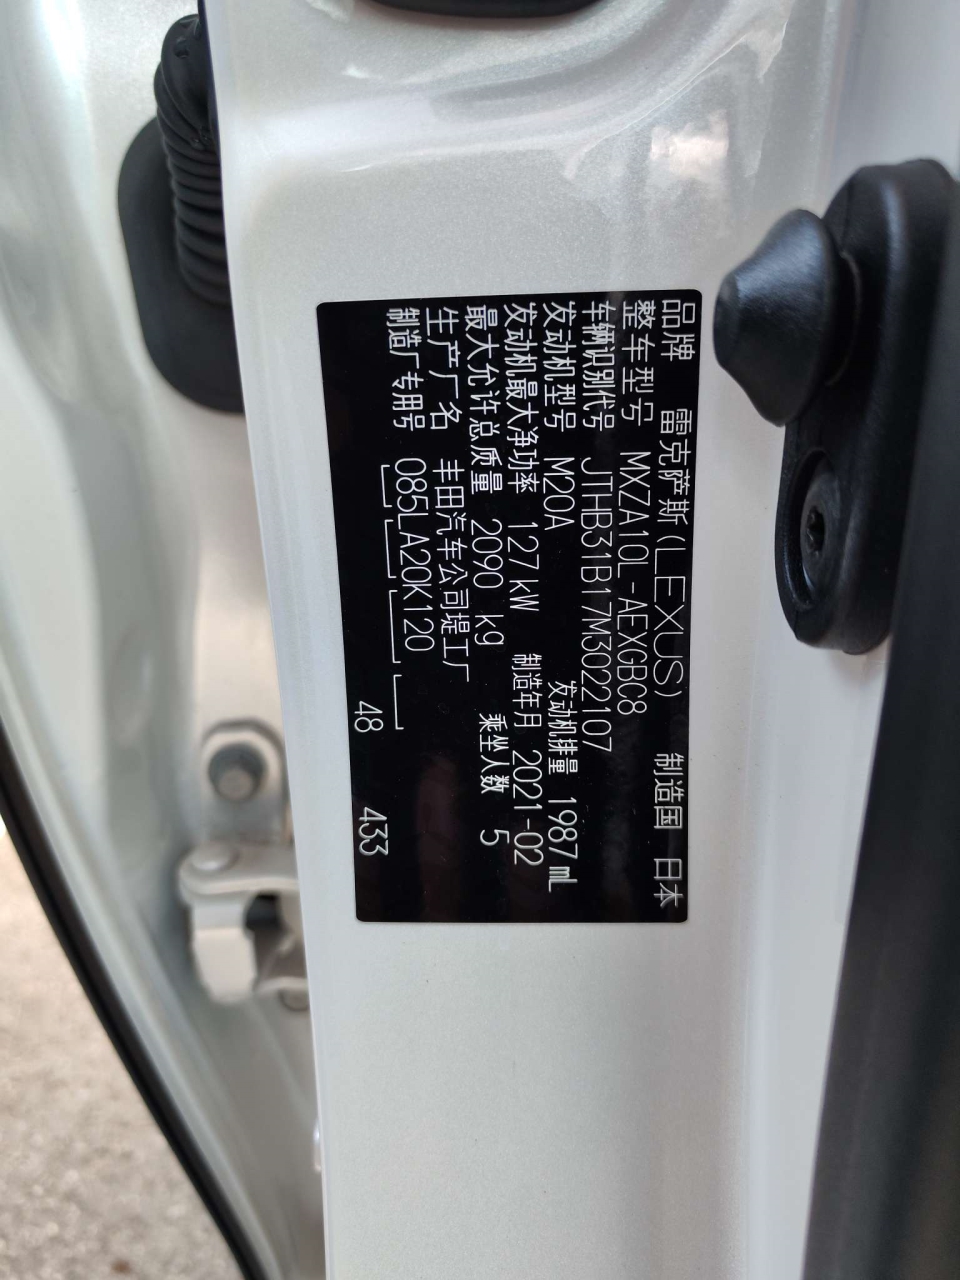 品牌 雷克萨斯(LEXUS) 制造国 日本
整车型号 MXZA10L-AEXGBC8
车辆识别代号 JTHB31B17M3022107
发动机型号 M20A 发动机排量 1987 mL
发动机最大净功率 127 kW 制造年月 2021-02
最大允许总质量 2090 kg 乘坐人数 5
生产厂名 丰田汽车公司堤工厂
制造厂专用号 085LA20K120
48 433